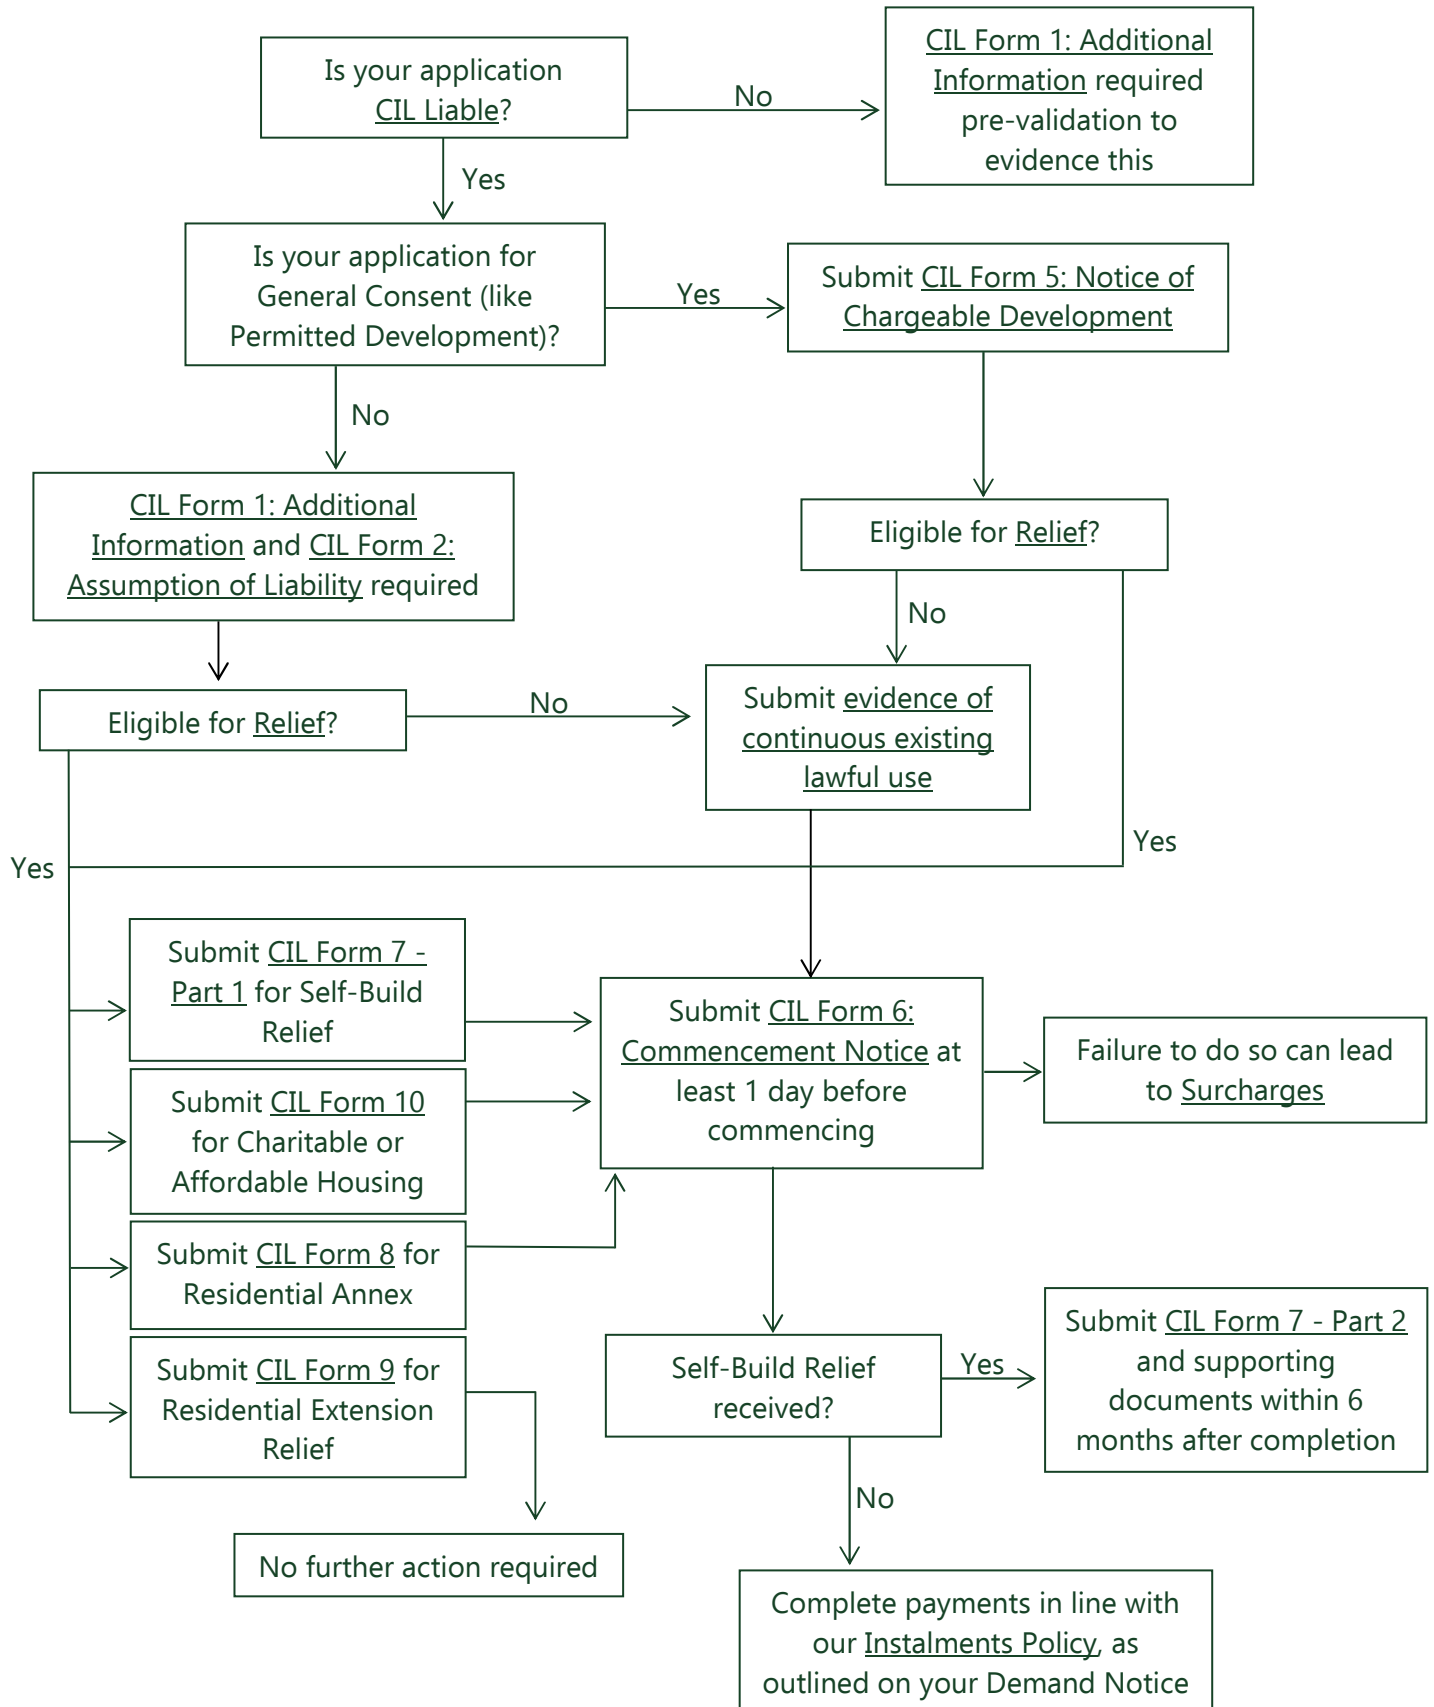 Is your application
CIL Liable?
No
CIL Form 1: Additional
Information required
pre-validation to
evidence this
Yes
Is your application for
General Consent (like
Permitted Development)?
Yes
Submit CIL Form 5: Notice of
Chargeable Development
No
CIL Form 1: Additional
Information and CIL Form 2:
Assumption of Liability required
Eligible for Relief?
No
Eligible for Relief?
No
Submit evidence of
continuous existing
lawful use
Yes
Yes
Submit CIL Form 7 -
Part 1 for Self-Build
Relief
Submit CIL Form 10
for Charitable or
Affordable Housing
Submit CIL Form 8 for
Residential Annex
Submit CIL Form 9 for
Residential Extension
Relief
No further action required
Submit CIL Form 6:
Commencement Notice at
least 1 day before
commencing
Failure to do so can lead
to Surcharges
Self-Build Relief
received?
Yes
Submit CIL Form 7 - Part 2
and supporting
documents within 6
months after completion
No
Complete payments in line with
our Instalments Policy, as
outlined on your Demand Notice